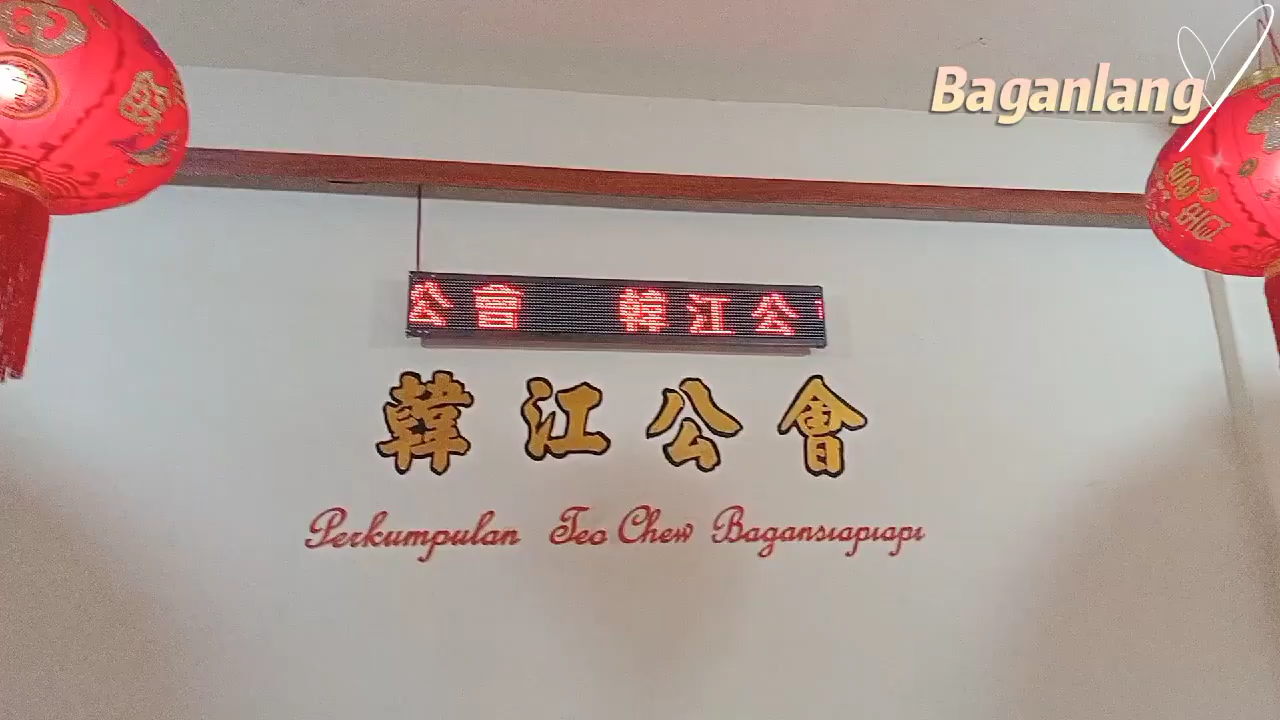 Baganlang
公會 韓江公
韓江公會
Perkumpulan Teo Chew Bagansiapiapi